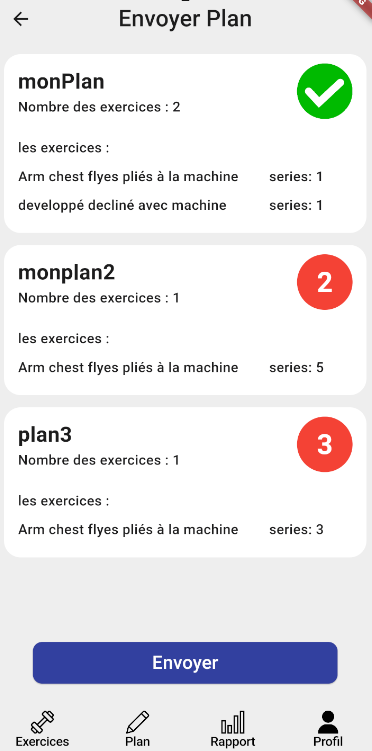 Envoyer Plan
monPlan
Nombre des exercices : 2
les exercices :
Arm chest flyes pliés à la machine series: 1
developpé decliné avec machine series: 1
monplan2
2
Nombre des exercices : 1
les exercices :
Arm chest flyes pliés à la machine series: 5
plan3
3
Nombre des exercices : 1
les exercices :
Arm chest flyes pliés à la machine series: 3
Envoyer
Exercices Plan Rapport Profil